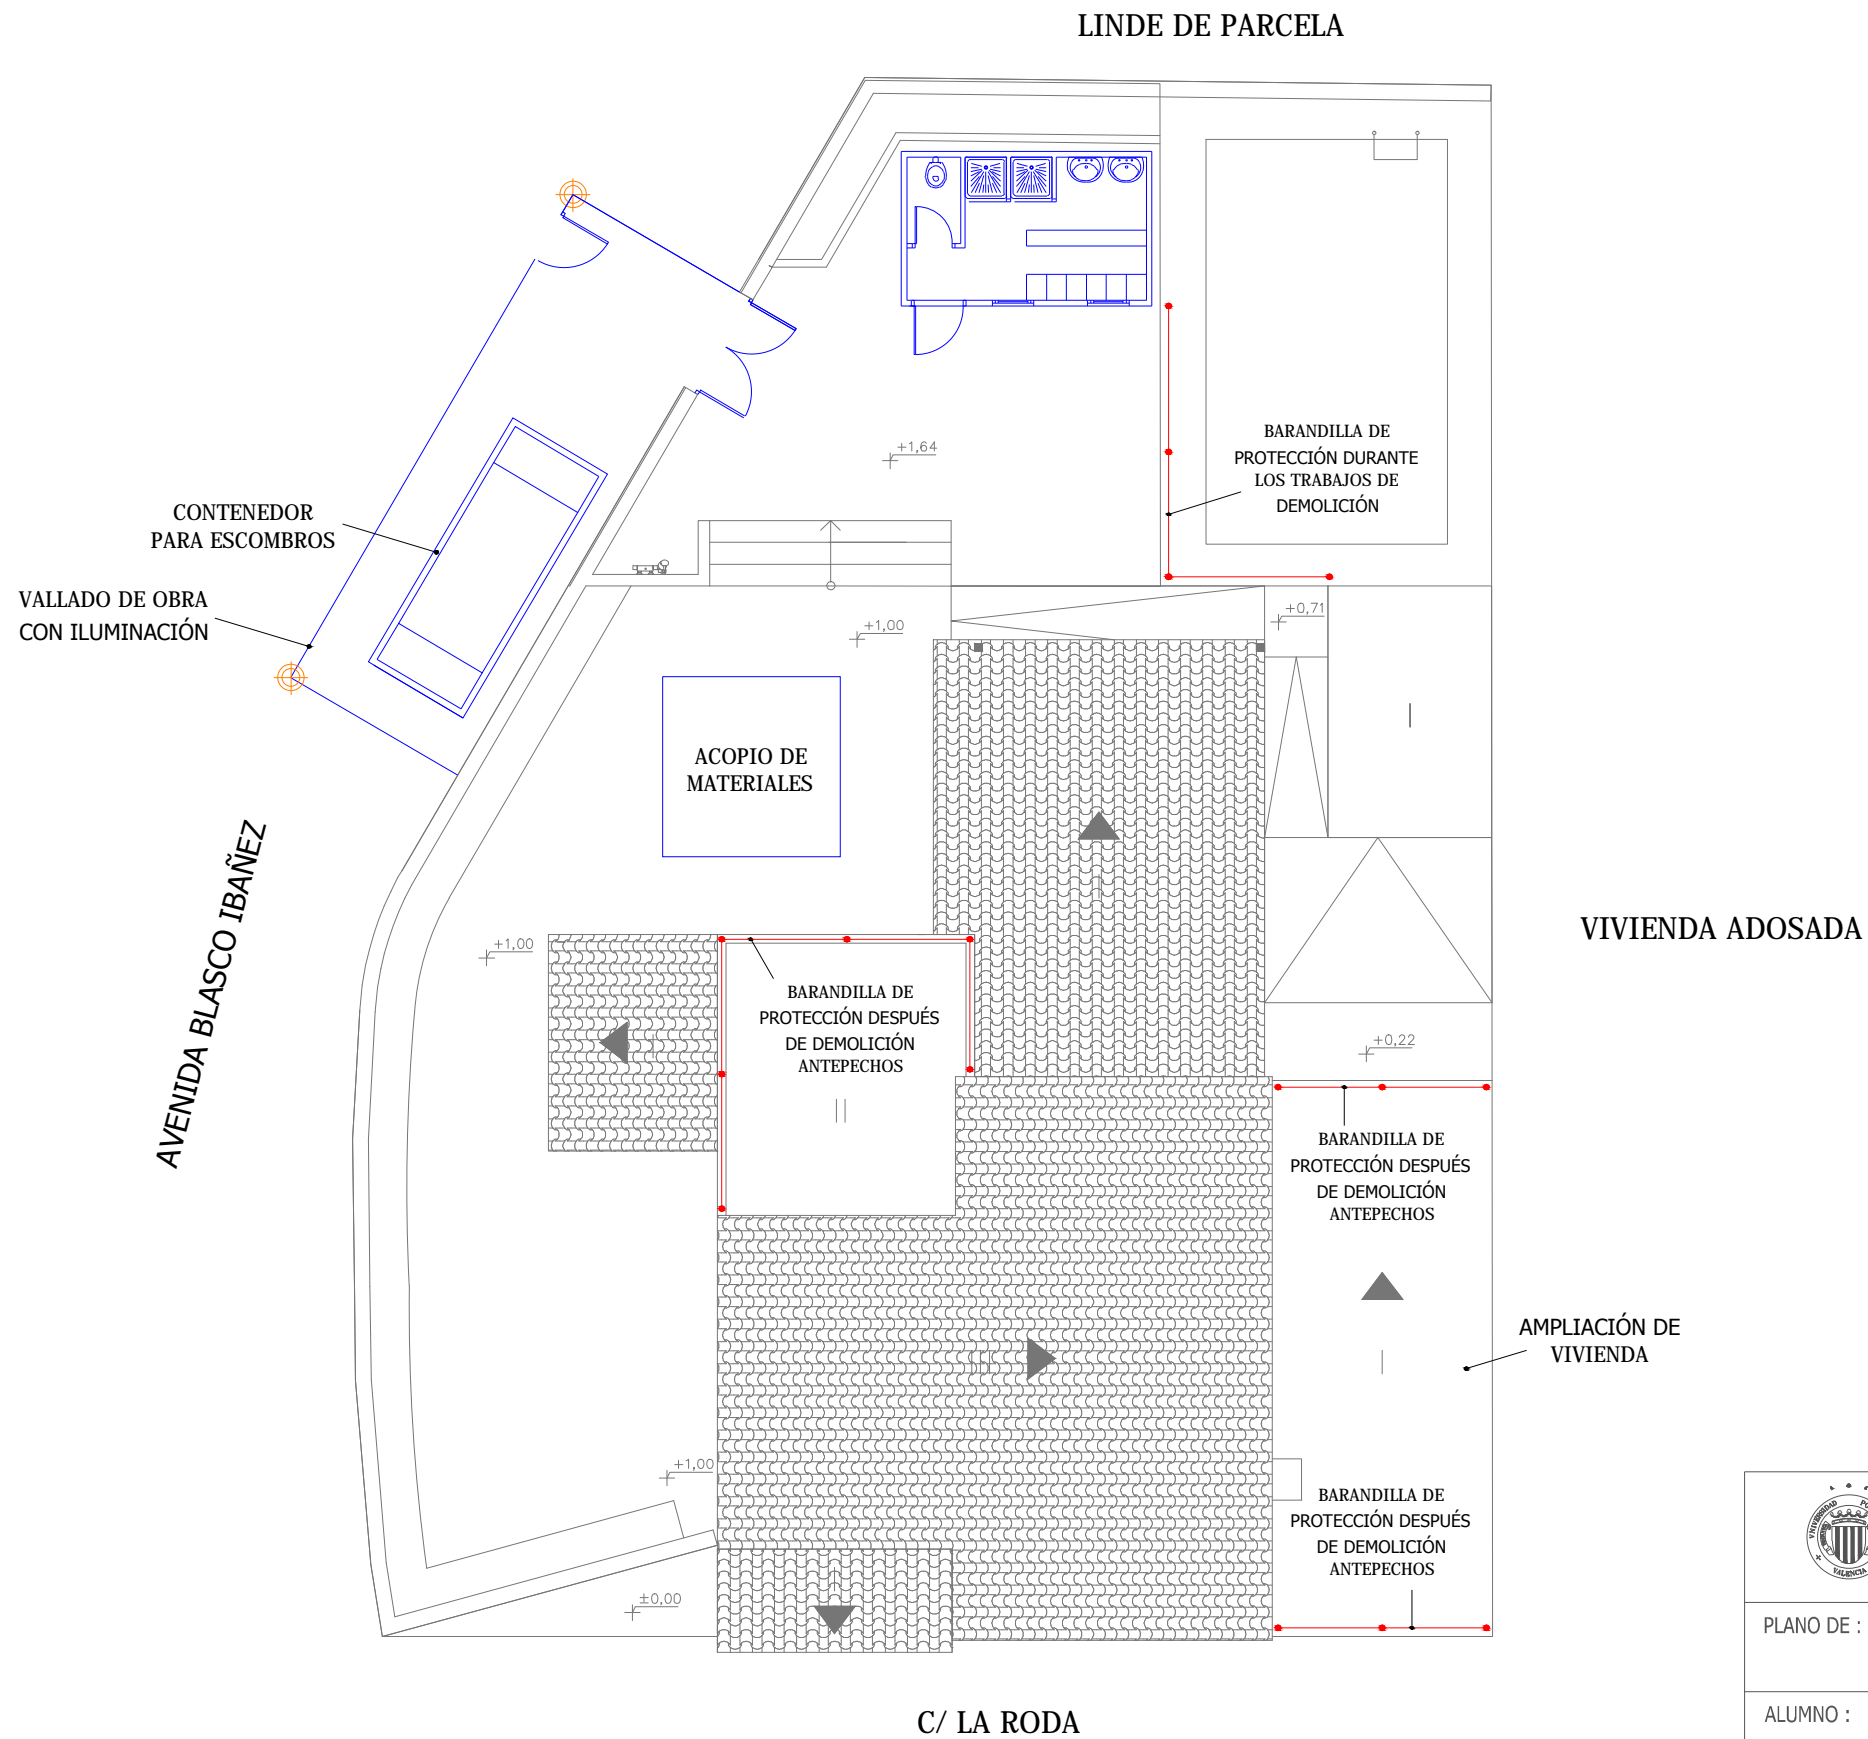 LINDE DE PARCELA
BARANDILLA DE
PROTECCIÓN DURANTE
LOS TRABAJOS DE
DEMOLICIÓN
+1,64
CONTENEDOR
PARA ESCOMBROS
VALLADO DE OBRA
CON ILUMINACIÓN
+0,71
+1,00
ACOPIO DE
MATERIALES
AVENIDA BLASCO IBAÑEZ
VIVIENDA ADOSADA
+1,00
BARANDILLA DE
PROTECCIÓN DESPUÉS
DE DEMOLICIÓN
ANTEPECHOS
+0,22
BARANDILLA DE
PROTECCIÓN DESPUÉS
DE DEMOLICIÓN
ANTEPECHOS
AMPLIACIÓN DE
VIVIENDA
+1,00
BARANDILLA DE
PROTECCIÓN DESPUÉS
DE DEMOLICIÓN
ANTEPECHOS
±0,00
VNIVERSIDAD
VALENCIA
PLANO DE :
ALUMNO :
C/ LA RODA